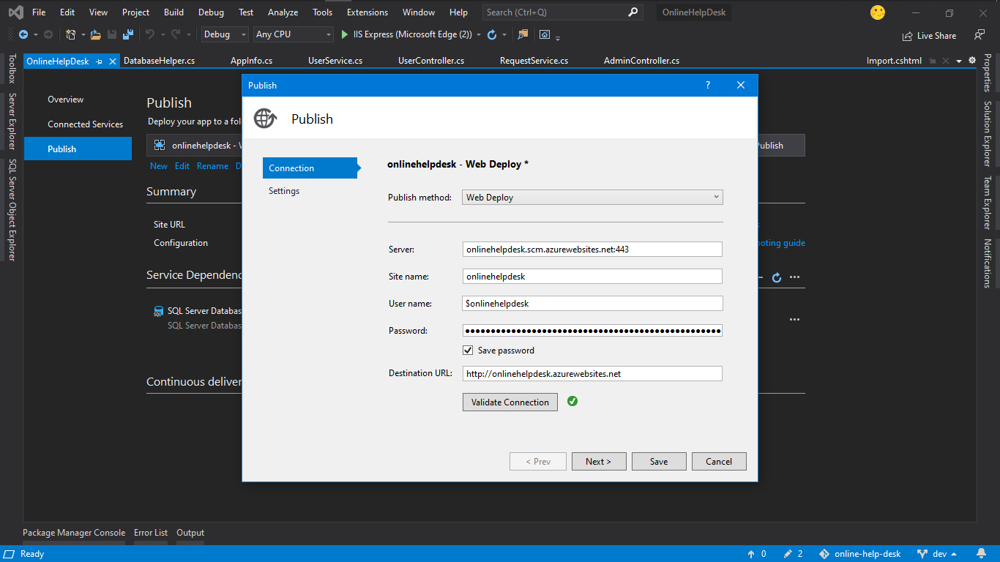 File Edit View Project Build Debug Test Analyze Tools Extensions Window Help Search (Ctrl+Q) OnlineHelpDesk
Debug Any CPU IIS Express (Microsoft Edge (2)) Live Share
OnlineHelpDesk DatabaseHelper.cs AppInfo.cs UserService.cs UserController.cs RequestService.cs AdminController.cs Import.cshtml
Toolbox
Server Explorer
SQL Server Object Explorer
Overview
Connected Services
Publish
Publish
Deploy your app to a fol
onlinehelpdesk - W
ublish
New Edit Rename D
Summary
Site URL
Configuration
s
ooting guide
Service Dependenc
SQL Server Databas
SQL Server Databas
Continuous deliver
Publish ?
Publish
Connection
Settings
onlinehelpdesk - Web Deploy *
Publish method: Web Deploy
Server: onlinehelpdesk.scm.azurewebsites.net:443
Site name: onlinehelpdesk
User name: $onlinehelpdesk
Password:
Save password
Destination URL: http://onlinehelpdesk.azurewebsites.net
Validate Connection
< Prev Next > Save Cancel
Properties
Solution Explorer
Team Explorer
Notifications
Package Manager Console Error List Output
Ready 0 2 online-help-desk dev